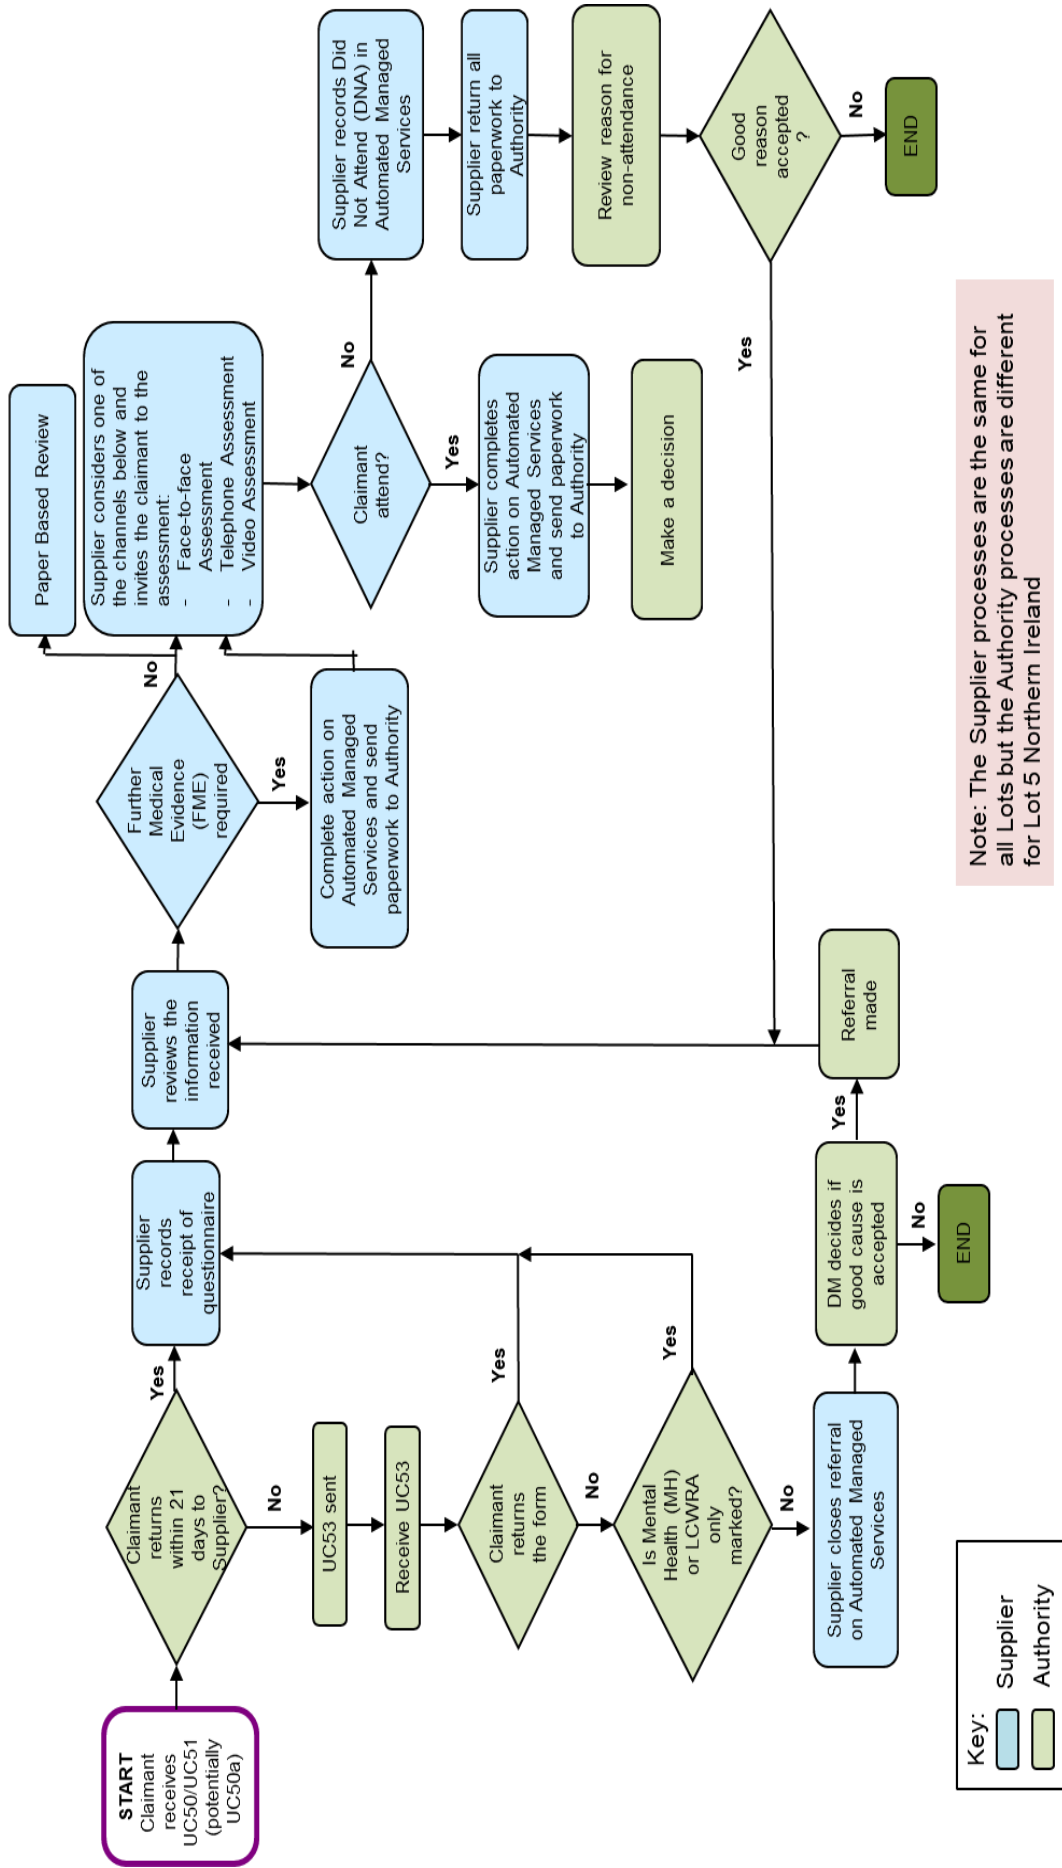 START
Claimant
receives
UC50/UC51
(potentially
UC50a)
Claimant
returns
within 21
days to
Supplier?
Yes
No
Supplier
records
receipt of
questionnaire
Supplier
reviews the
information
received
Further
Medical
Evidence
(FME)
required
No
Yes
Paper Based Review
Supplier considers one of
the channels below and
invites the claimant to the
assessment:
- Face-to-face
Assessment
- Telephone Assessment
- Video Assessment
Complete action on
Automated Managed
Services and send
paperwork to Authority
Claimant
attend?
No
Yes
Supplier records Did
Not Attend (DNA) in
Automated Managed
Services
Supplier return all
paperwork to
Authority
Review reason for
non-attendance
Good
reason
accepted
?
Yes
No
END
Supplier completes
action on Automated
Managed Services
and send paperwork
to Authority
Make a decision
UC53 sent
Receive UC53
Claimant
returns
the form
Yes
No
Is Mental
Health (MH)
or LCWRA
only
marked?
Yes
No
Supplier closes referral
on Automated Managed
Services
DM decides if
good cause is
accepted
Yes
No
Referral
made
END
Key:
Supplier
Authority
Note: The Supplier processes are the same for
all Lots but the Authority processes are different
for Lot 5 Northern Ireland